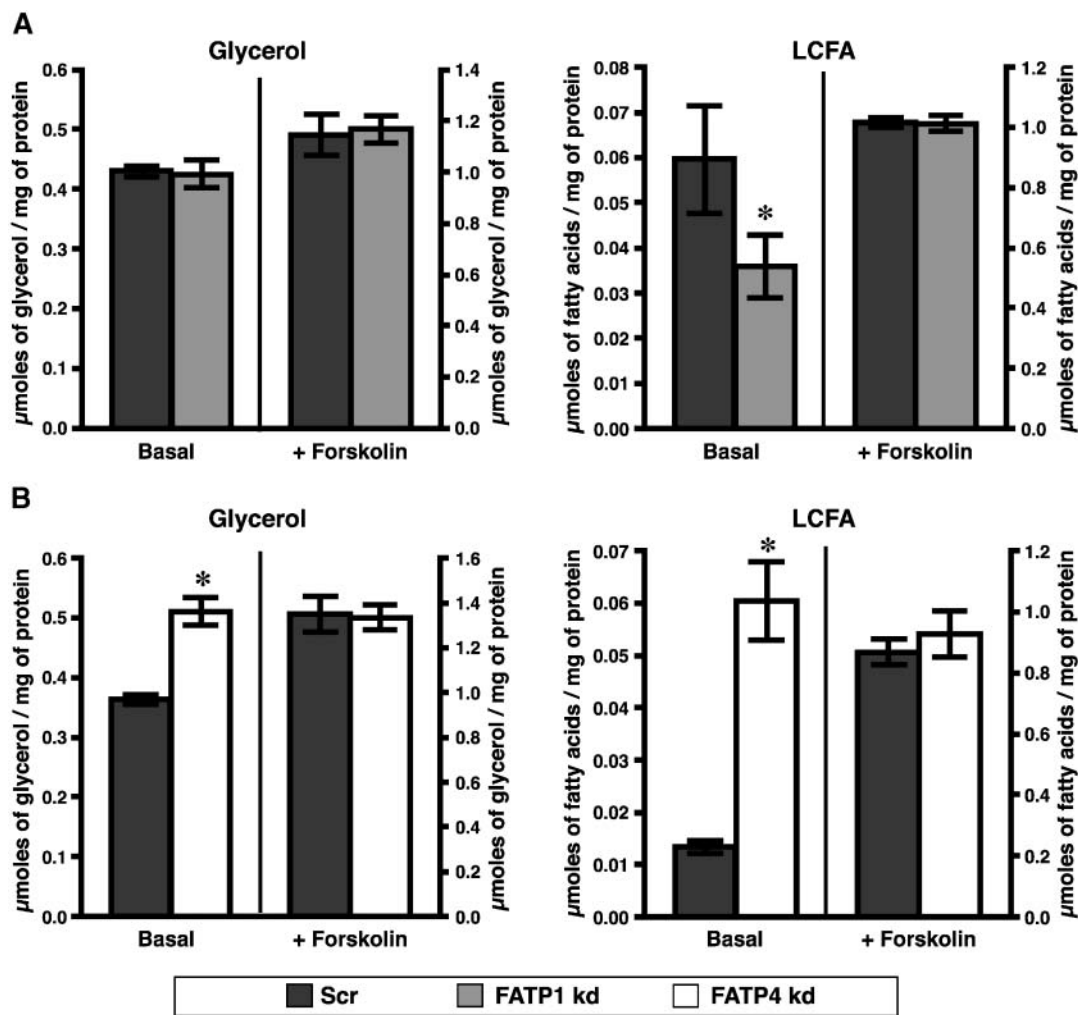 A
Glycerol
LCFA
µmoles of glycerol / mg of protein
0.6
0.5
0.4
0.3
0.2
0.1
0.0
1.4
1.2
1.0
0.8
0.6
0.4
0.2
0.0
µmoles of glycerol / mg of protein
Basal
+ Forskolin
µmoles of fatty acids / mg of protein
0.08
0.07
0.06
0.05
0.04
0.03
0.02
0.01
0.00
*
1.2
1.0
0.8
0.6
0.4
0.2
0.0
µmoles of fatty acids / mg of protein
Basal
+ Forskolin
B
Glycerol
LCFA
µmoles of glycerol / mg of protein
0.6
0.5
0.4
0.3
0.2
0.1
0.0
*
1.6
1.4
1.2
1.0
0.8
0.6
0.4
0.2
0.0
µmoles of glycerol / mg of protein
Basal
+ Forskolin
µmoles of fatty acids / mg of protein
0.07
0.06
0.05
0.04
0.03
0.02
0.01
0.00
*
1.2
1.0
0.8
0.6
0.4
0.2
0.0
µmoles of fatty acids / mg of protein
Basal
+ Forskolin
Scr
FATP1 kd
FATP4 kd